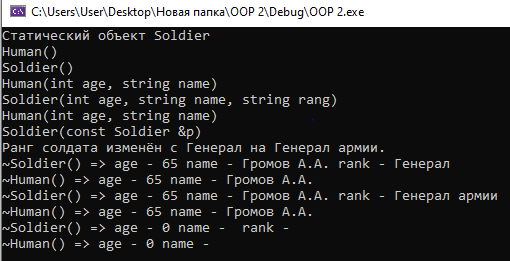 C:\Users\User\Desktop\Новая папка\OOP 2\Debug\OOP 2.exe
Статический объект Soldier
Human()
Soldier()
Human(int age, string name)
Soldier(int age, string name, string rang)
Human(int age, string name)
Soldier(const Soldier &p)
Ранг солдата изменён с Генерал на Генерал армии.
~Soldier() => age - 65 name - Громов А.А. rank - Генерал
~Human() => age - 65 name - Громов А.А.
~Soldier() => age - 65 name - Громов А.А. rank - Генерал армии
~Human() => age - 65 name - Громов А.А.
~Soldier() => age - 0 name -  rank -
~Human() => age - 0 name -